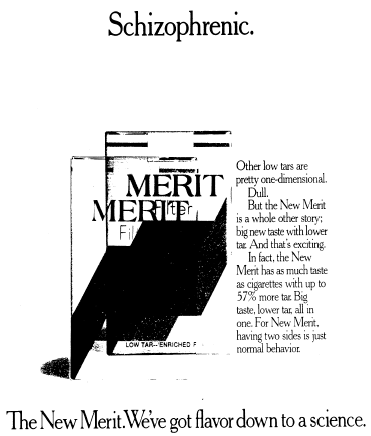 Schizophrenic.
MERIT
Filter
MERIT
Fil
LOW TAR-'ENRICHED F
Other low tars are
pretty one-dimensional.
Dull.
But the New Merit
is a whole other story;
big new taste with lower
tar. And that's exciting.
In fact, the New
Merit has as much taste
as cigarettes with up to
57% more tar. Big
taste, lower tar, all in
one. For New Merit,
having two sides is just
normal behavior.
The New Merit. We've got flavor down to a science.